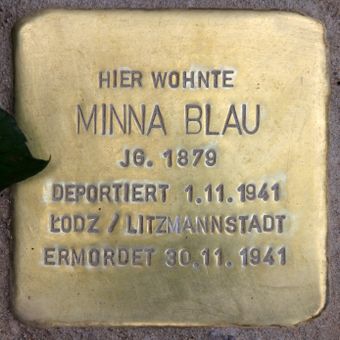 HIER WOHNTE
MINNA BLAU
JG. 1879
DEPORTIERT 1.11.1941
ŁODZ / LITZMANNSTADT
ERMORDET 30.11.1941